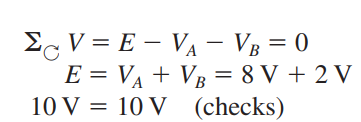 Σ↻ V = E − V_A − V_B = 0
E = V_A + V_B = 8 V + 2 V
10 V = 10 V (checks)